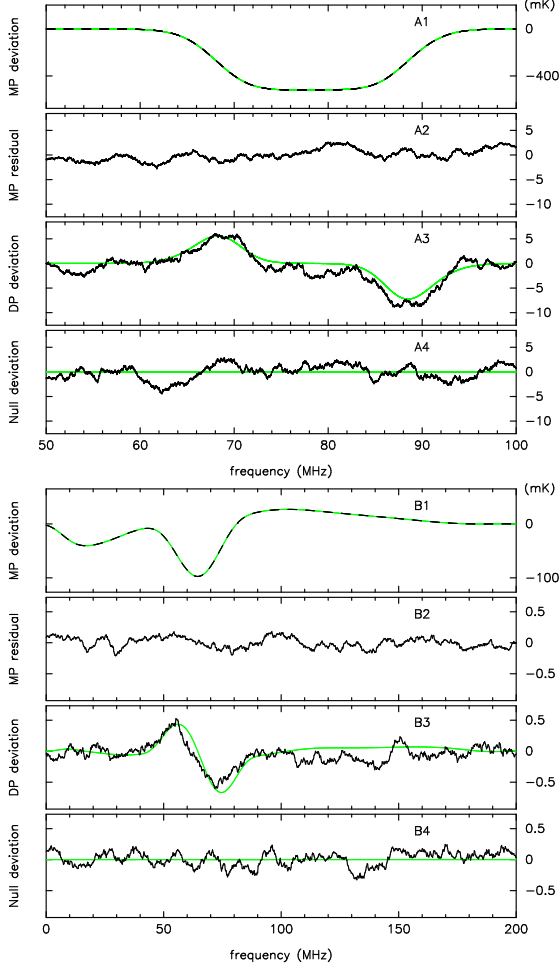 (mK)
MP deviation
A1
0
−400
MP residual
A2
5
0
−5
−10
DP deviation
A3
5
0
−5
−10
Null deviation
A4
5
0
−5
−10
50 60 70 80 90 100
frequency (MHz)
(mK)
MP deviation
B1
0
−100
MP residual
B2
0.5
0
−0.5
DP deviation
B3
0.5
0
−0.5
Null deviation
B4
0.5
0
−0.5
0 50 100 150 200
frequency (MHz)